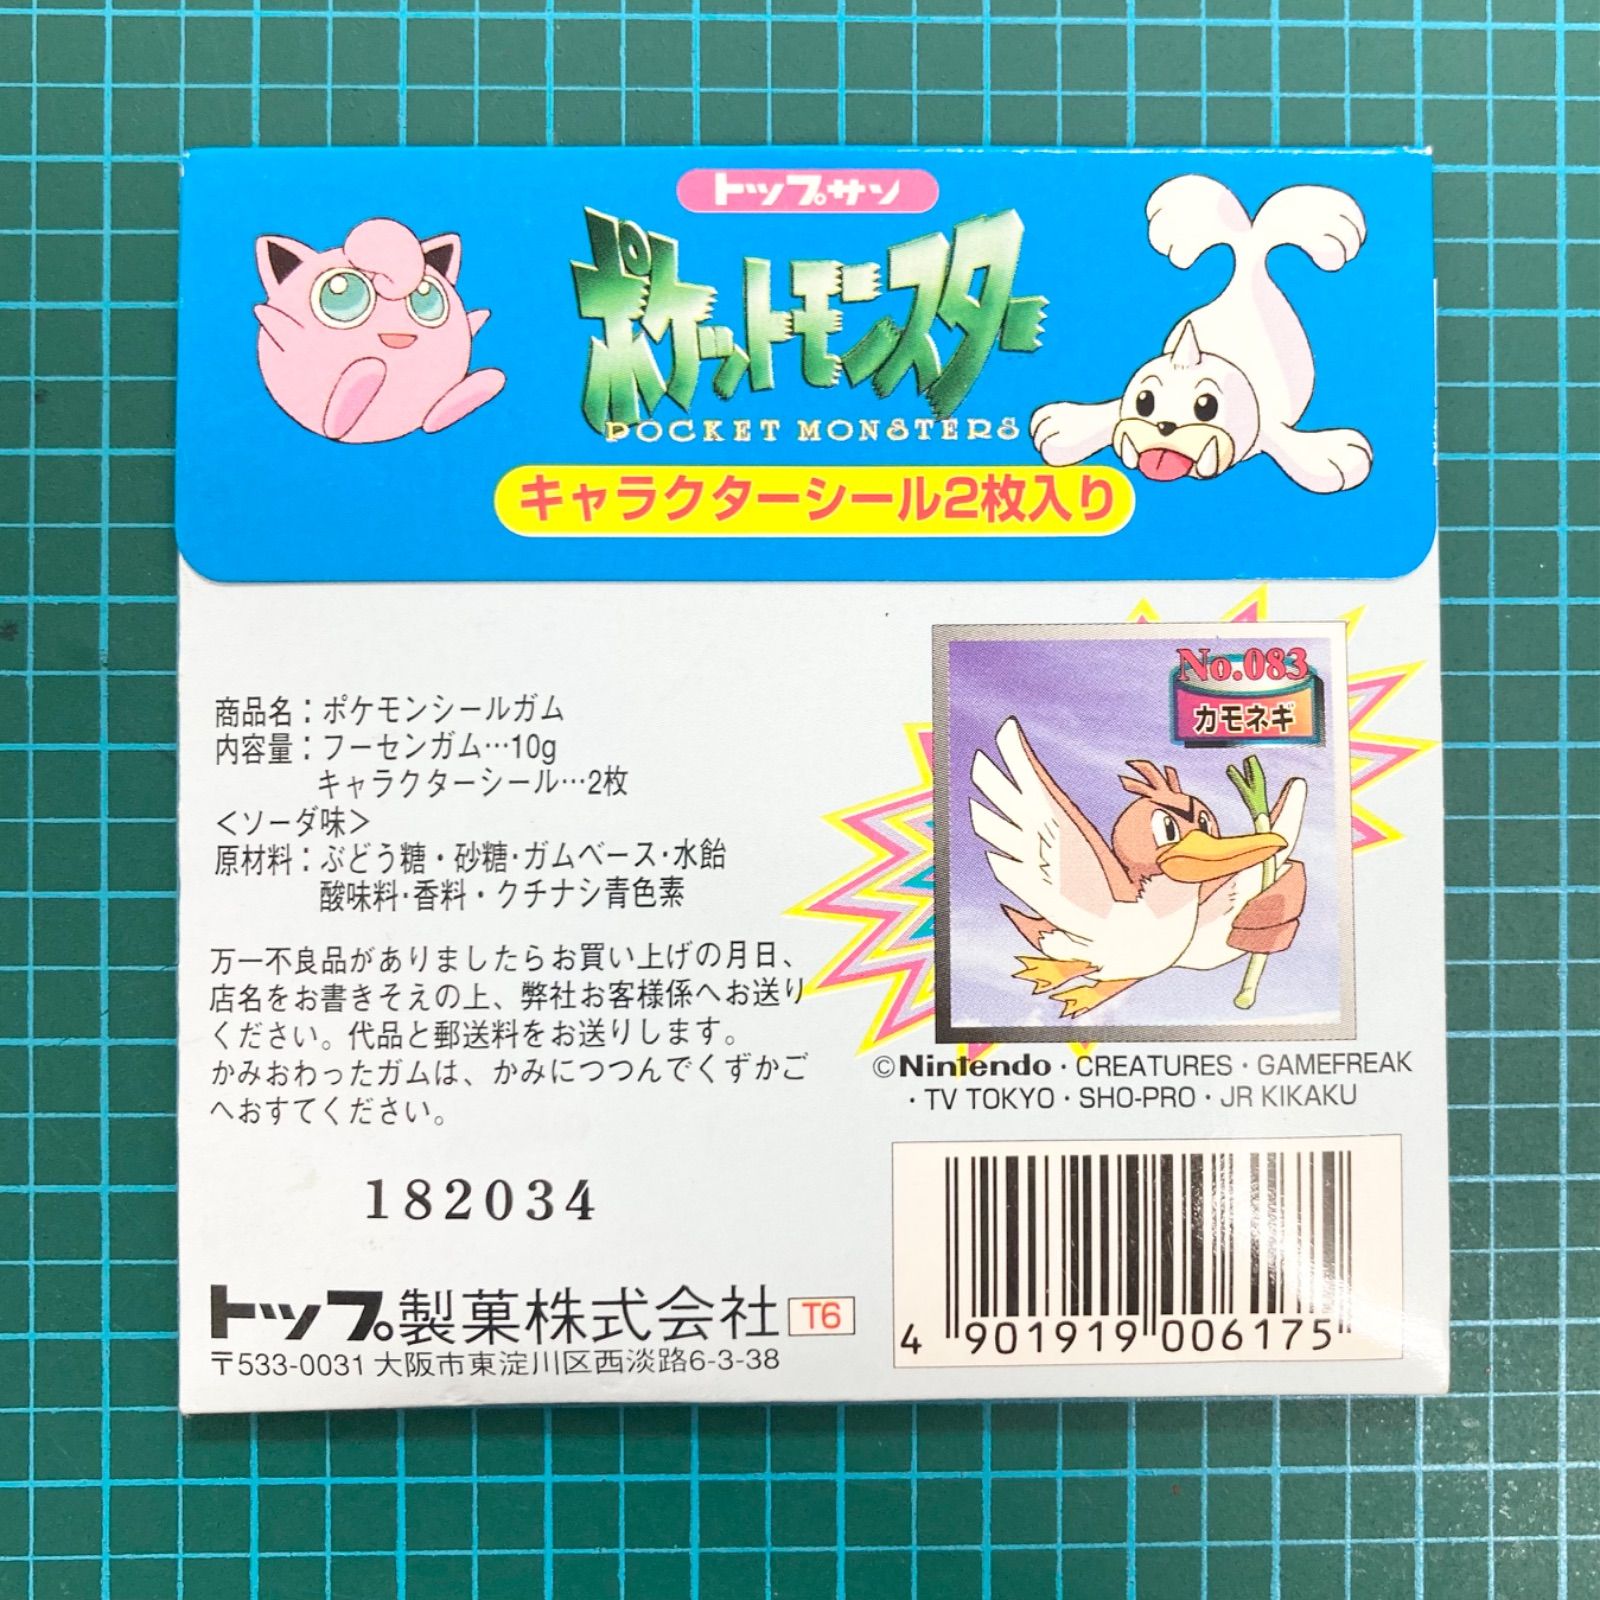 トップサン
ポケットモンスター
POCKET MONSTERS
キャラクターシール2枚入り
商品名：ポケモンシールガム
内容量：フーセンガム…10g
キャラクターシール…2枚
＜ソーダ味＞
原材料：ぶどう糖・砂糖・ガムベース・水飴
酸味料・香料・クチナシ青色素
万一不良品がありましたらお買い上げの月日、
店名をお書きそえの上、弊社お客様係へお送り
ください。代品と郵送料をお送りします。
かみおわったガムは、かみにつつんでくずかご
へおすてください。
182034
トップ製菓株式会社 T6
〒533-0031 大阪市東淀川区西淡路6-3-38
No.083
カモネギ
©Nintendo・CREATURES・GAMEFREAK
・TV TOKYO・SHO-PRO・JR KIKAKU
4 901919 006175